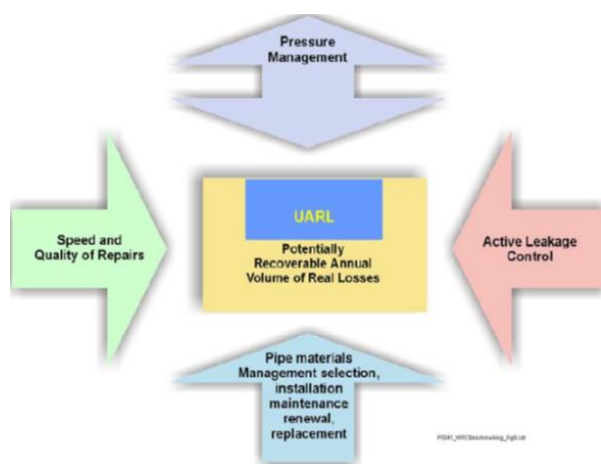 Pressure
Management
UARL
Speed and
Quality of Repairs
Potentially
Recoverable Annual
Volume of Real Losses
Active Leakage
Control
Pipe materials
Management selection,
installation
maintenance
renewal,
replacement